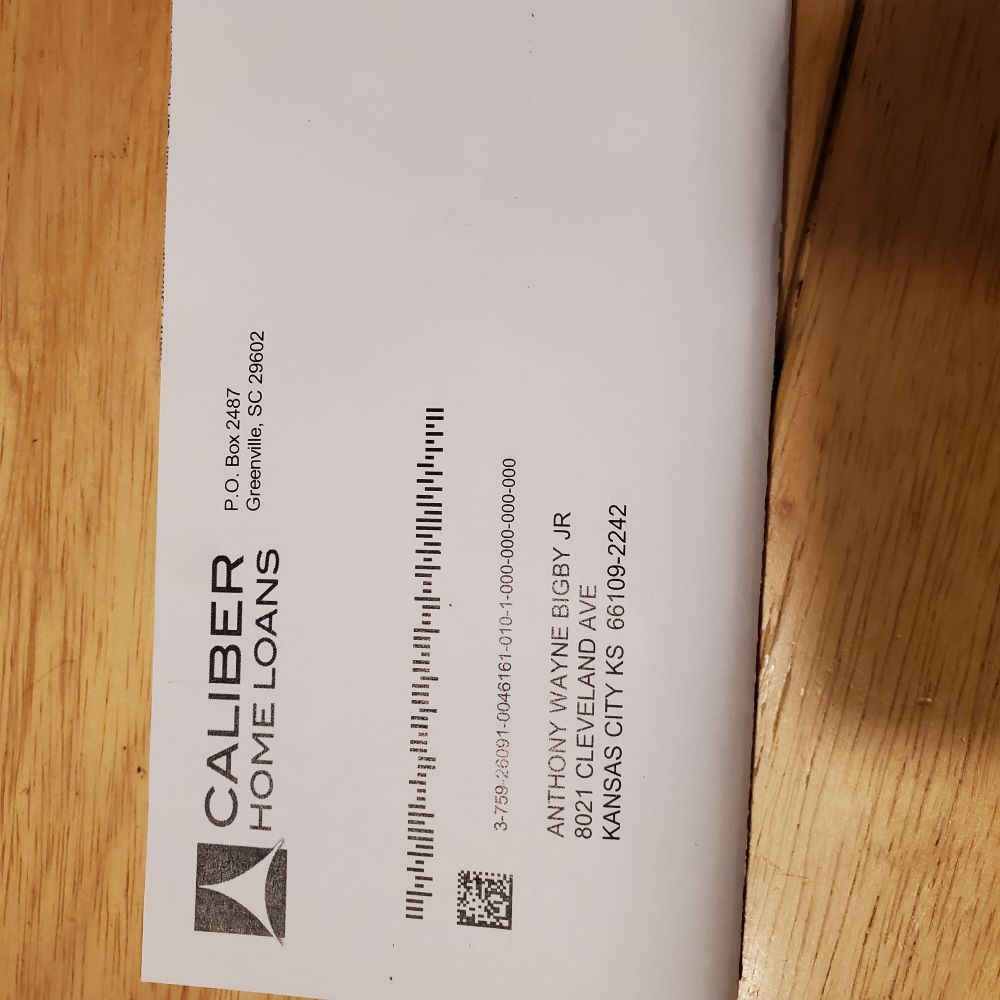 CALIBER
HOME LOANS
P.O. Box 2487
Greenville, SC 29602
3-759-26091-0046161-010-1-000-000-000-000
ANTHONY WAYNE BIGBY JR
8021 CLEVELAND AVE
KANSAS CITY KS 66109-2242